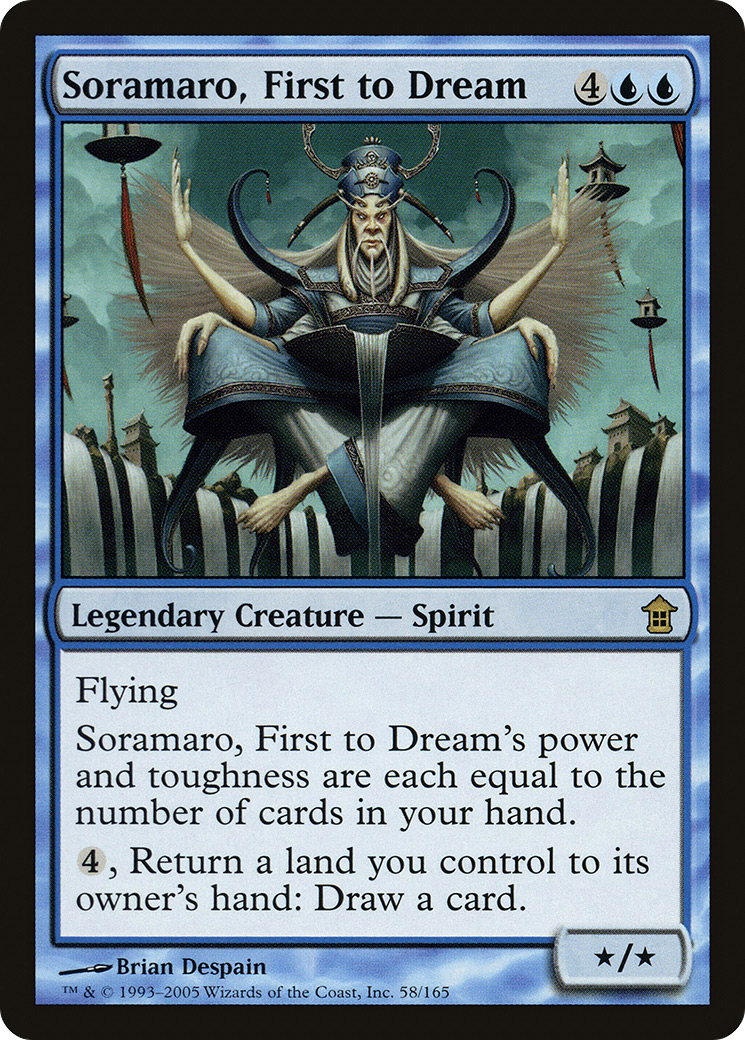 Soramaro, First to Dream 4
Legendary Creature — Spirit
Flying
Soramaro, First to Dream's power
and toughness are each equal to the
number of cards in your hand.
4, Return a land you control to its
owner's hand: Draw a card.
★/★
Brian Despain
™ & © 1993–2005 Wizards of the Coast, Inc. 58/165